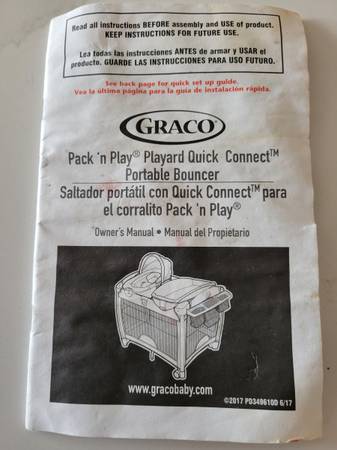 Read all instructions BEFORE assembly and USE of product.
KEEP INSTRUCTIONS FOR FUTURE USE.
Lea todas las instrucciones ANTES de armar y USAR el
producto. GUARDE LAS INSTRUCCIONES PARA USO FUTURO.
See back page for quick set up guide.
Vea la última página para la guía de instalación rápida.
GRACO®
Pack 'n Play® Playard Quick Connect™
Portable Bouncer
Saltador portátil con Quick Connect™ para
el corralito Pack 'n Play®
Owner's Manual • Manual del Propietario
www.gracobaby.com
©2017 PD349610D 6/17